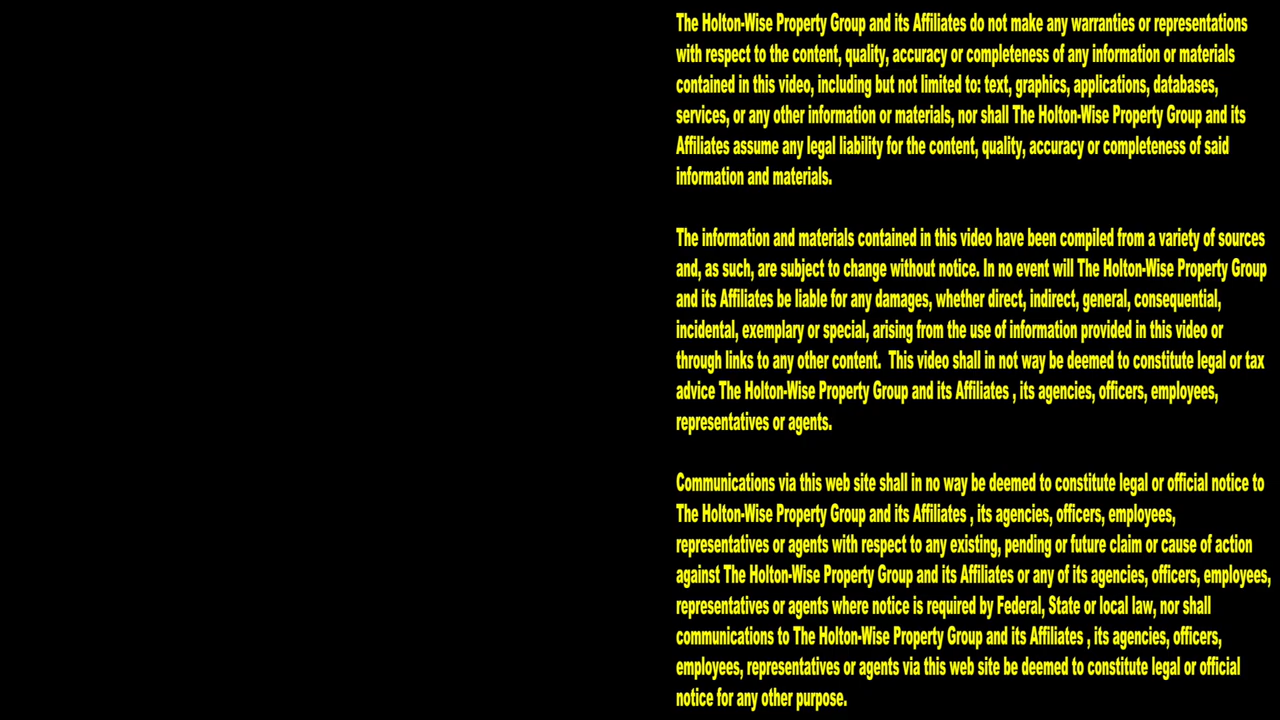 The Holton-Wise Property Group and its Affiliates do not make any warranties or representations
with respect to the content, quality, accuracy or completeness of any information or materials
contained in this video, including but not limited to: text, graphics, applications, databases,
services, or any other information or materials, nor shall The Holton-Wise Property Group and its
Affiliates assume any legal liability for the content, quality, accuracy or completeness of said
information and materials.
The information and materials contained in this video have been compiled from a variety of sources
and, as such, are subject to change without notice. In no event will The Holton-Wise Property Group
and its Affiliates be liable for any damages, whether direct, indirect, general, consequential,
incidental, exemplary or special, arising from the use of information provided in this video or
through links to any other content.  This video shall in not way be deemed to constitute legal or tax
advice The Holton-Wise Property Group and its Affiliates , its agencies, officers, employees,
representatives or agents.
Communications via this web site shall in no way be deemed to constitute legal or official notice to
The Holton-Wise Property Group and its Affiliates , its agencies, officers, employees,
representatives or agents with respect to any existing, pending or future claim or cause of action
against The Holton-Wise Property Group and its Affiliates or any of its agencies, officers, employees,
representatives or agents where notice is required by Federal, State or local law, nor shall
communications to The Holton-Wise Property Group and its Affiliates , its agencies, officers,
employees, representatives or agents via this web site be deemed to constitute legal or official
notice for any other purpose.